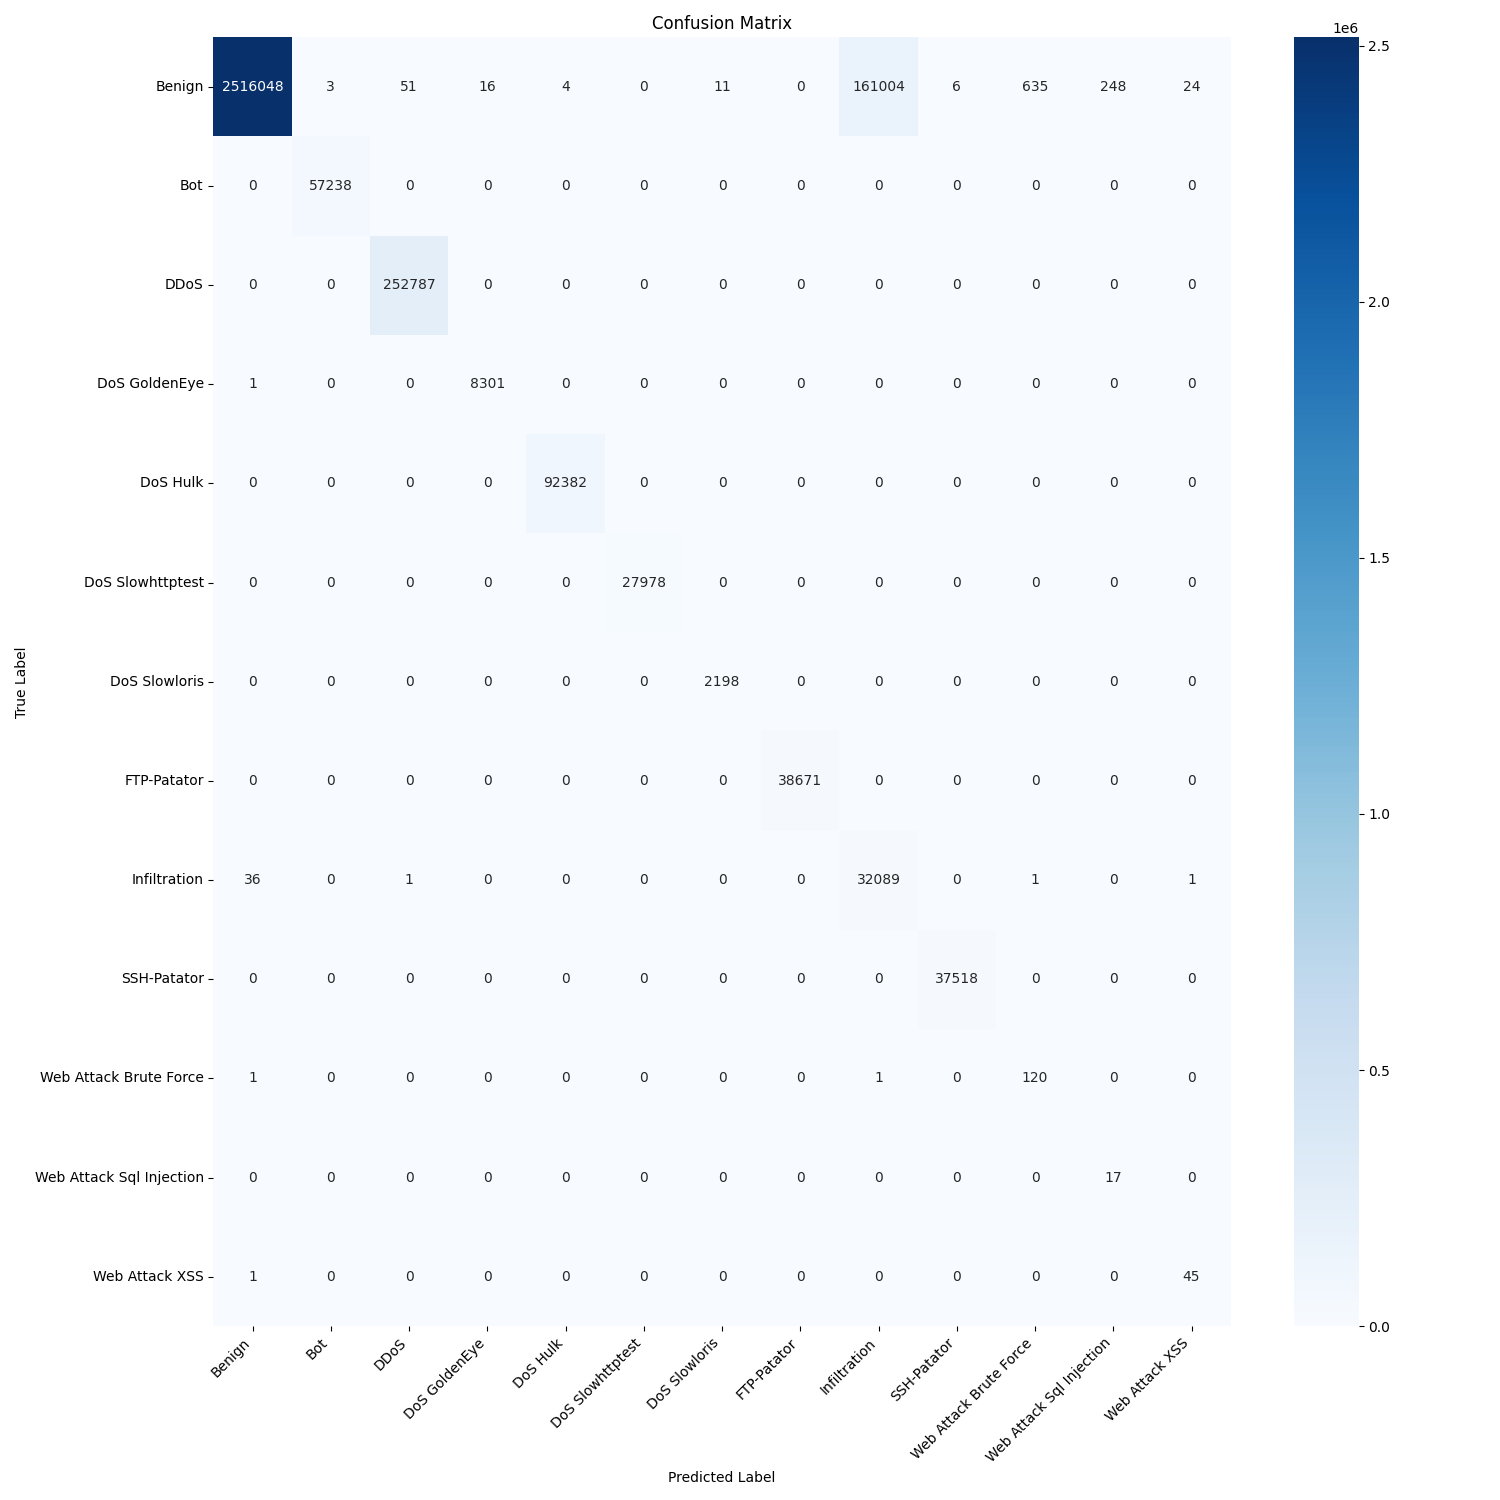 Confusion Matrix
1e6
Benign 2516048 3 51 16 4 0 11 0 161004 6 635 248 24
Bot 0 57238 0 0 0 0 0 0 0 0 0 0 0
DDoS 0 0 252787 0 0 0 0 0 0 0 0 0 0
DoS GoldenEye 1 0 0 8301 0 0 0 0 0 0 0 0 0
DoS Hulk 0 0 0 0 92382 0 0 0 0 0 0 0 0
DoS Slowhttptest 0 0 0 0 0 27978 0 0 0 0 0 0 0
DoS Slowloris 0 0 0 0 0 0 2198 0 0 0 0 0 0
FTP-Patator 0 0 0 0 0 0 0 38671 0 0 0 0 0
Infiltration 36 0 1 0 0 0 0 0 32089 0 1 0 1
SSH-Patator 0 0 0 0 0 0 0 0 0 37518 0 0 0
Web Attack Brute Force 1 0 0 0 0 0 0 0 1 0 120 0 0
Web Attack Sql Injection 0 0 0 0 0 0 0 0 0 0 0 17 0
Web Attack XSS 1 0 0 0 0 0 0 0 0 0 0 0 45
True Label
Benign
Bot
DDoS
DoS GoldenEye
DoS Hulk
DoS Slowhttptest
DoS Slowloris
FTP-Patator
Infiltration
SSH-Patator
Web Attack Brute Force
Web Attack Sql Injection
Web Attack XSS
Predicted Label
2.5
2.0
1.5
1.0
0.5
0.0